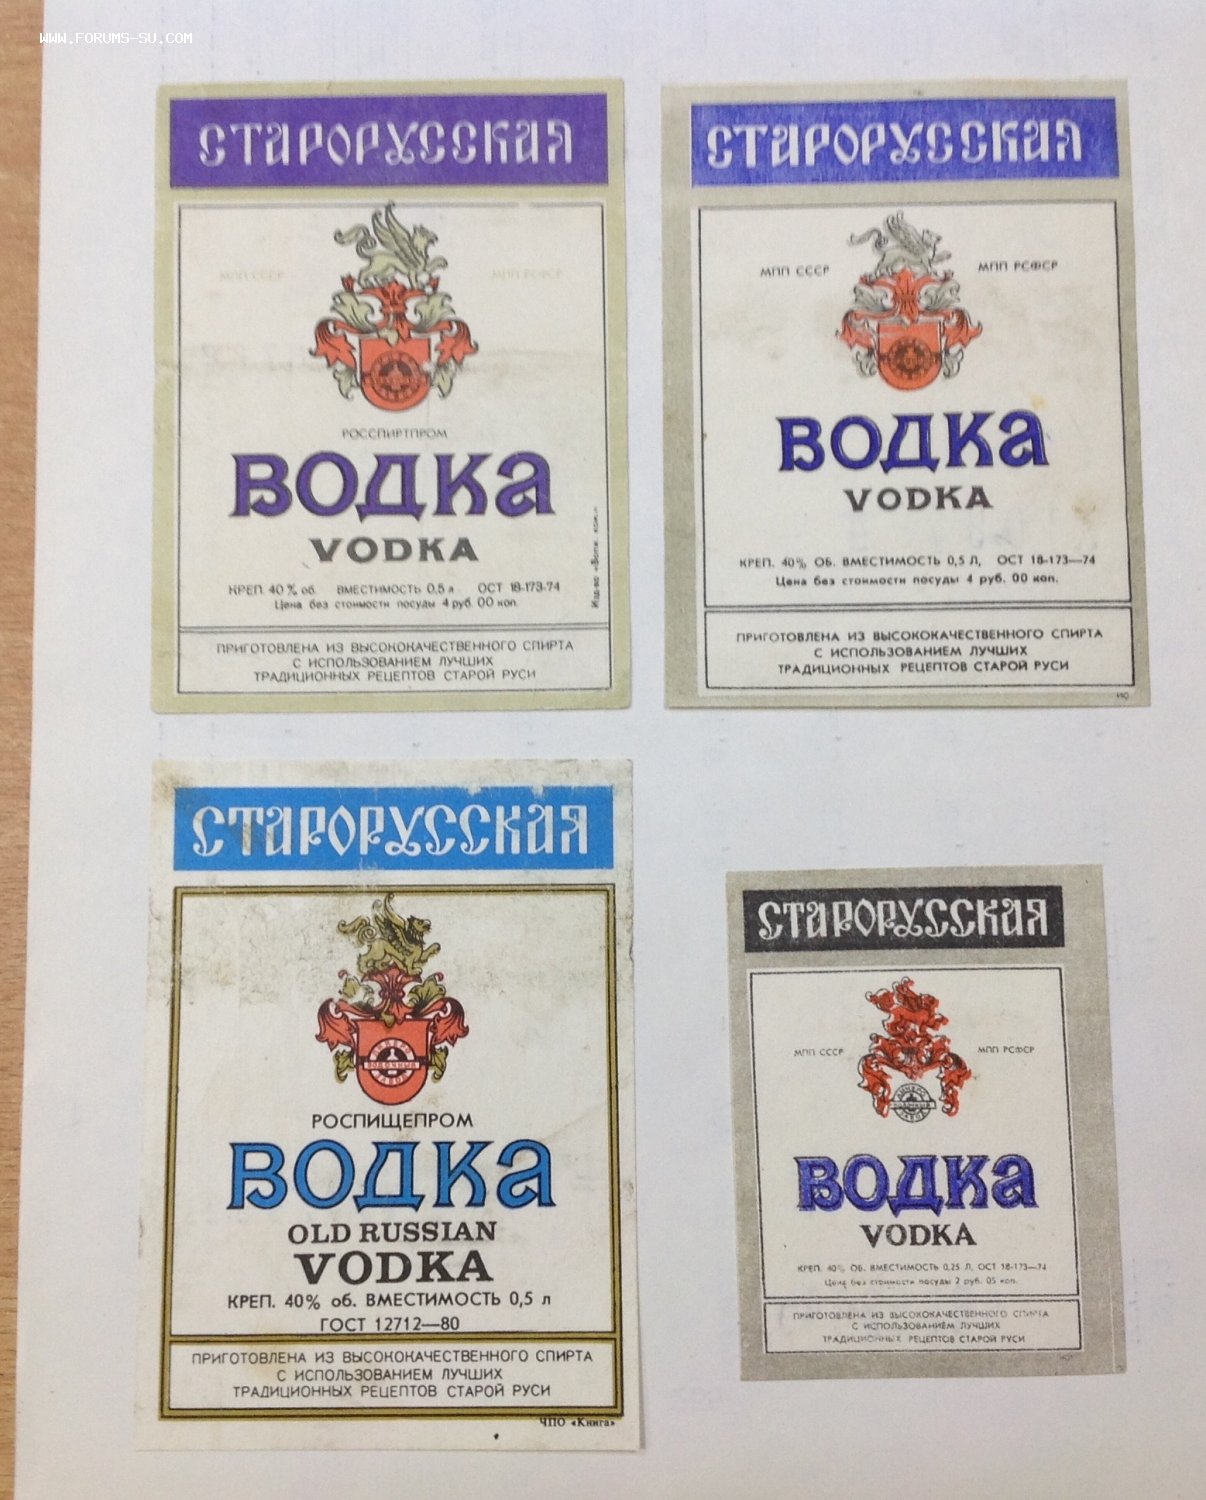 WWW.FORUMS-SU.COM
СТАРОРУССКАЯ
МПП СССР
МПП РСФСР
РОССПИРТПРОМ
ВОДКА
VODKA
КРЕП. 40% об. ВМЕСТИМОСТЬ 0,5 л ОСТ 18-173-74
Цена без стоимости посуды 4 руб. 00 коп.
ПРИГОТОВЛЕНА ИЗ ВЫСОКОКАЧЕСТВЕННОГО СПИРТА
С ИСПОЛЬЗОВАНИЕМ ЛУЧШИХ
ТРАДИЦИОННЫХ РЕЦЕПТОВ СТАРОЙ РУСИ
СТАРОРУССКАЯ
МПП СССР
МПП РСФСР
ВОДКА
VODKA
КРЕП. 40% ОБ. ВМЕСТИМОСТЬ 0,5 Л, ОСТ 18-173—74
Цена без стоимости посуды 4 руб. 00 коп.
ПРИГОТОВЛЕНА ИЗ ВЫСОКОКАЧЕСТВЕННОГО СПИРТА
С ИСПОЛЬЗОВАНИЕМ ЛУЧШИХ
ТРАДИЦИОННЫХ РЕЦЕПТОВ СТАРОЙ РУСИ
СТАРОРУССКАЯ
ВОДОЧНЫЙ
ЗАВОД
РОСПИЩЕПРОМ
ВОДКА
OLD RUSSIAN
VODKA
КРЕП. 40% об. ВМЕСТИМОСТЬ 0,5 л
ГОСТ 12712—80
ПРИГОТОВЛЕНА ИЗ ВЫСОКОКАЧЕСТВЕННОГО СПИРТА
С ИСПОЛЬЗОВАНИЕМ ЛУЧШИХ
ТРАДИЦИОННЫХ РЕЦЕПТОВ СТАРОЙ РУСИ
ЧПО «Книга»
СТАРОРУССКАЯ
МПП СССР
МПП РСФСР
ВОДКА
VODKA
КРЕП. 40% ОБ. ВМЕСТИМОСТЬ 0,25 Л, ОСТ 18-173—74
Цена без стоимости посуды 2 руб. 05 коп.
ПРИГОТОВЛЕНА ИЗ ВЫСОКОКАЧЕСТВЕННОГО СПИРТА
С ИСПОЛЬЗОВАНИЕМ ЛУЧШИХ
ТРАДИЦИОННЫХ РЕЦЕПТОВ СТАРОЙ РУСИ